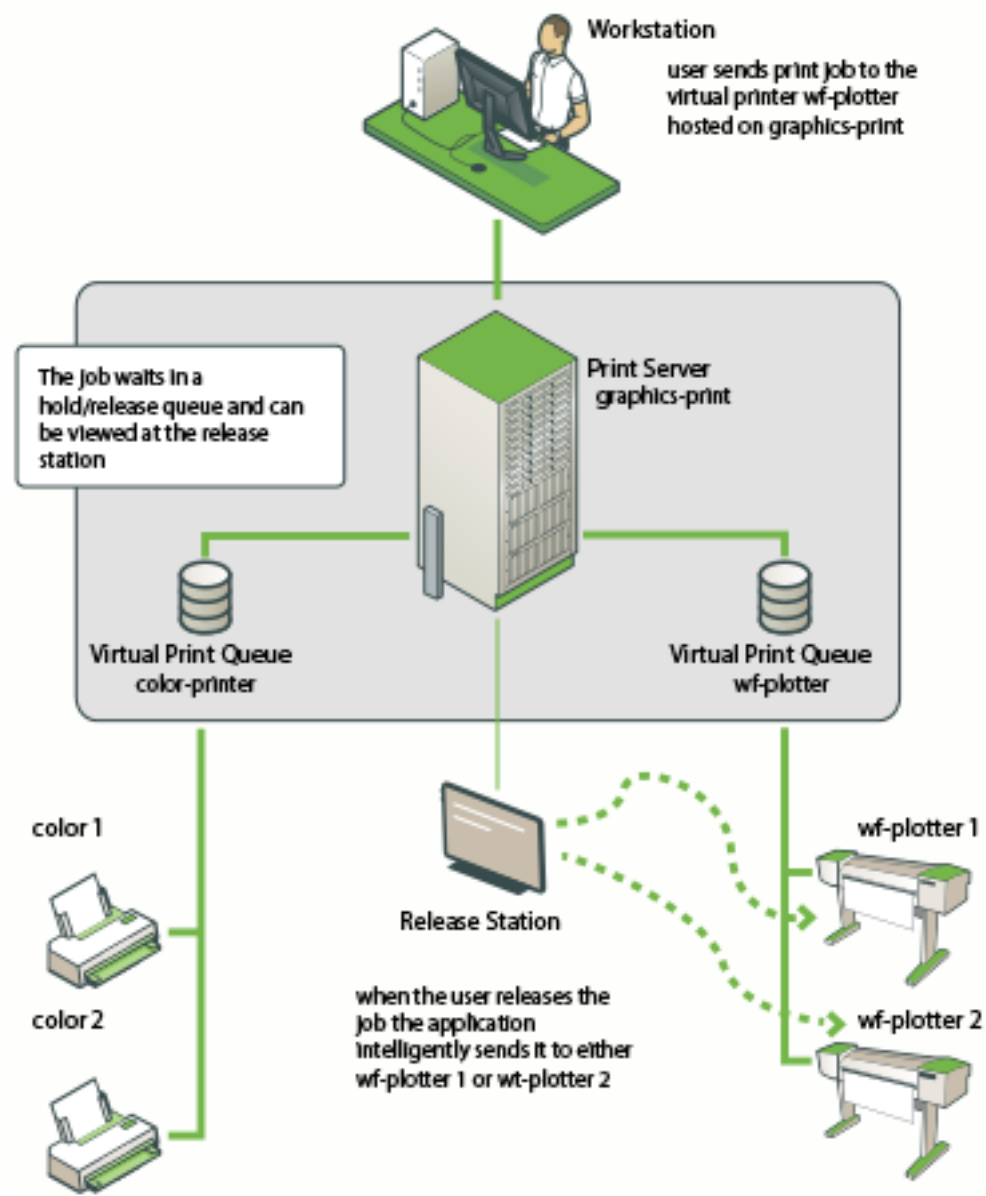 Workstation
user sends print job to the
virtual printer wf-plotter
hosted on graphics-print
The job waits in a
hold/release queue and can
be viewed at the release
station
Print Server
graphics-print
Virtual Print Queue
color-printer
Virtual Print Queue
wf-plotter
color 1
wf-plotter 1
Release Station
color 2
wf-plotter 2
when the user releases the
job the application
intelligently sends it to either
wf-plotter 1 or wt-plotter 2